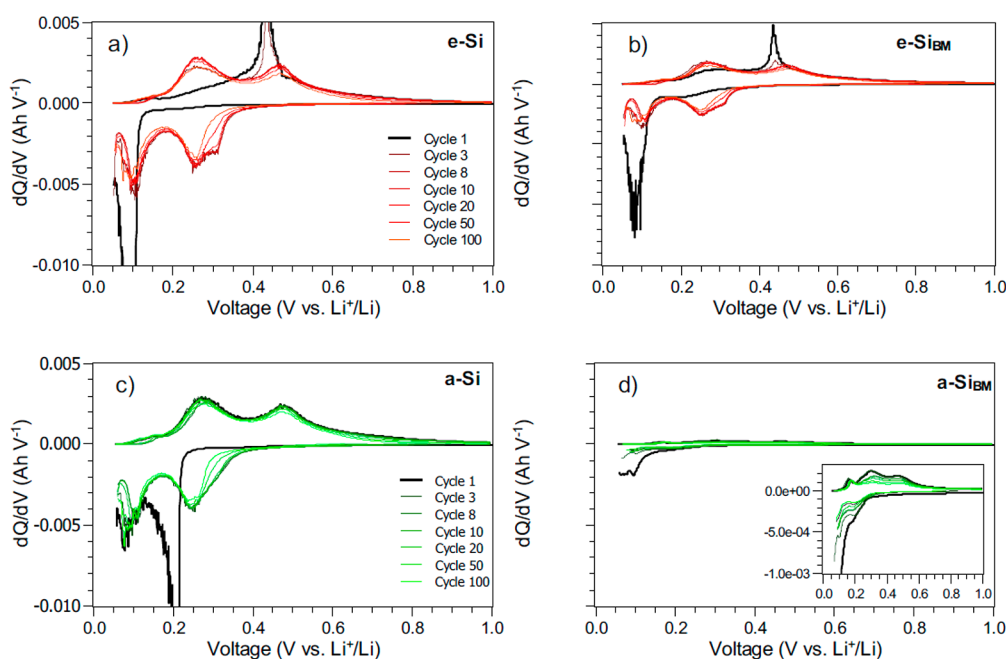 a)
e-Si
0.005
0.000
-0.005
-0.010
dQ/dV (Ah V⁻¹)
Cycle 1
Cycle 3
Cycle 8
Cycle 10
Cycle 20
Cycle 50
Cycle 100
0.0 0.2 0.4 0.6 0.8 1.0
Voltage (V vs. Li⁺/Li)
b)
e-Si_BM
dQ/dV (Ah V⁻¹)
0.0 0.2 0.4 0.6 0.8 1.0
Voltage (V vs. Li⁺/Li)
c)
a-Si
0.005
0.000
-0.005
-0.010
dQ/dV (Ah V⁻¹)
Cycle 1
Cycle 3
Cycle 8
Cycle 10
Cycle 20
Cycle 50
Cycle 100
0.0 0.2 0.4 0.6 0.8 1.0
Voltage (V vs. Li⁺/Li)
d)
a-Si_BM
dQ/dV (Ah V⁻¹)
0.0e+00
-5.0e-04
-1.0e-03
0.0 0.2 0.4 0.6 0.8 1.0
0.0 0.2 0.4 0.6 0.8 1.0
Voltage (V vs. Li⁺/Li)